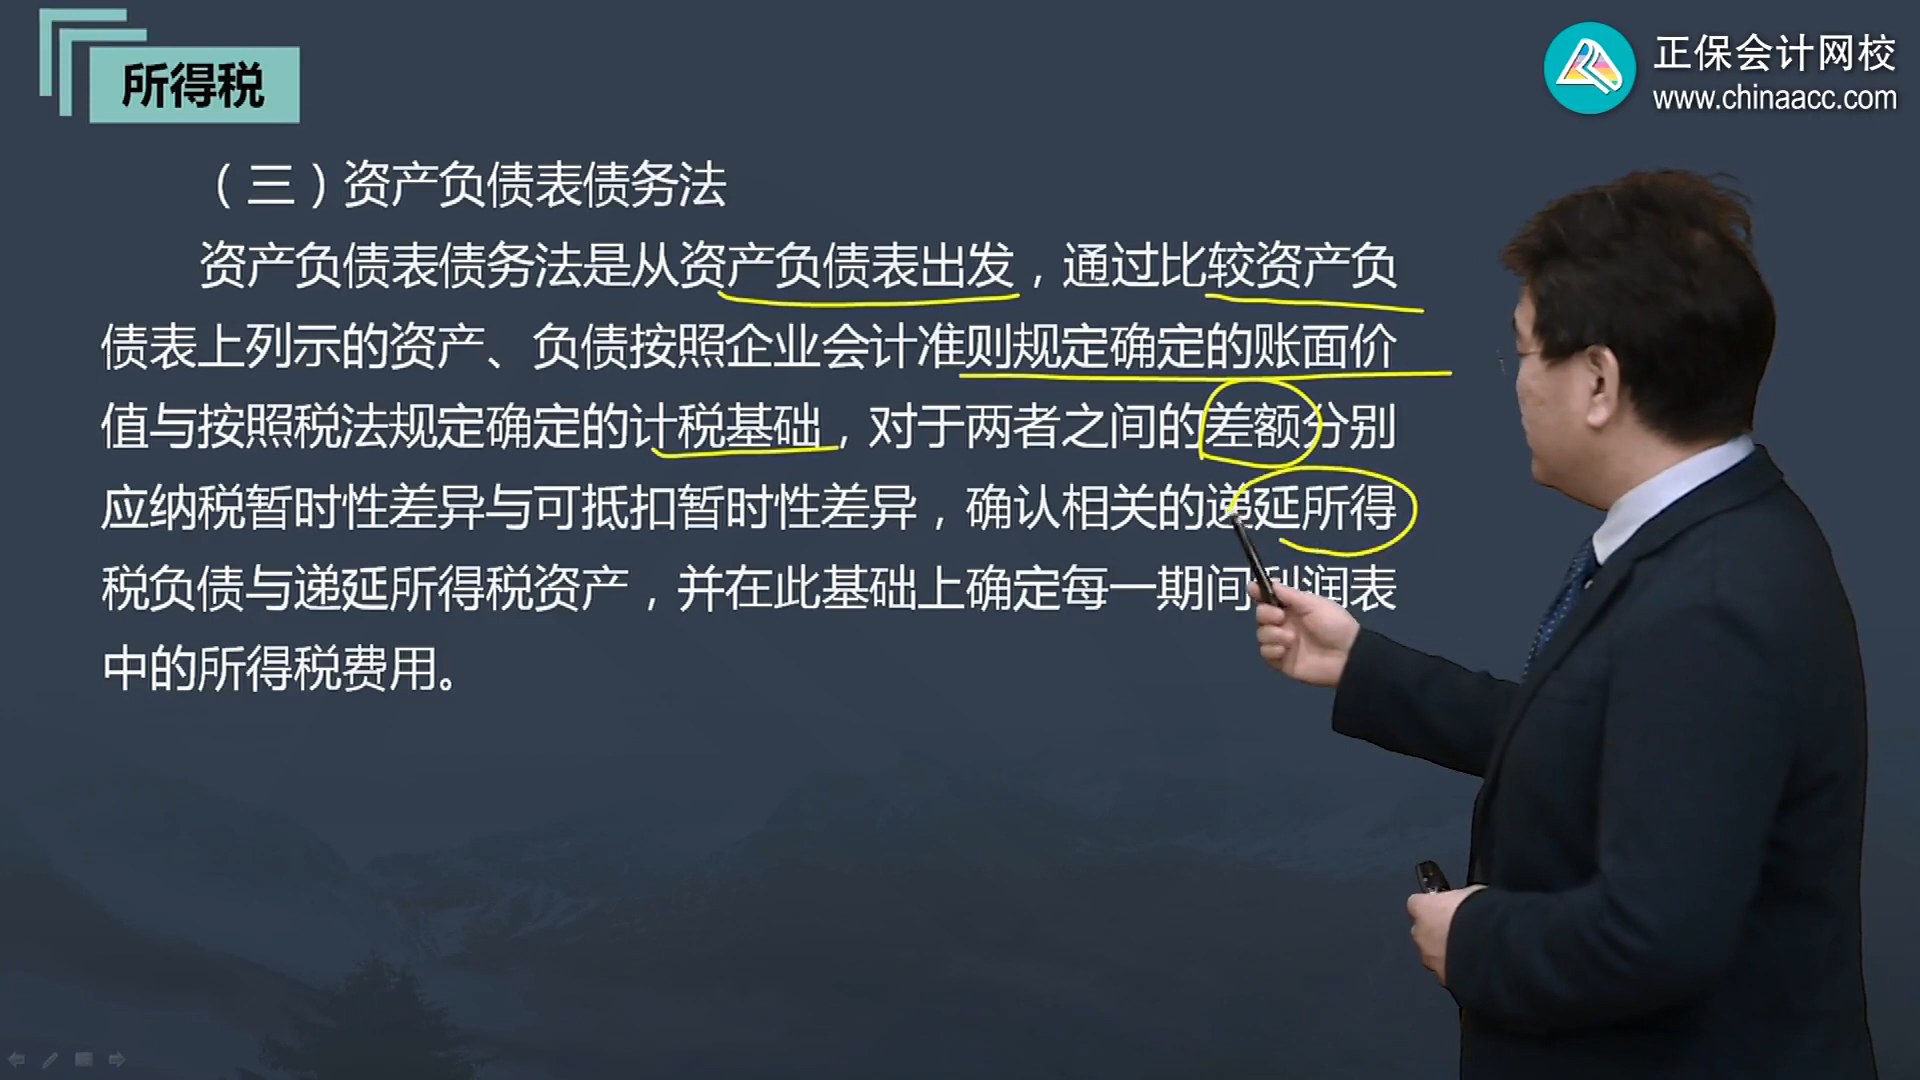 所得税
正保会计网校
www.chinaacc.com
（三）资产负债表债务法
资产负债表债务法是从资产负债表出发，通过比较资产负
债表上列示的资产、负债按照企业会计准则规定确定的账面价
值与按照税法规定确定的计税基础，对于两者之间的差额分别
应纳税暂时性差异与可抵扣暂时性差异，确认相关的递延所得
税负债与递延所得税资产，并在此基础上确定每一期间利润表
中的所得税费用。